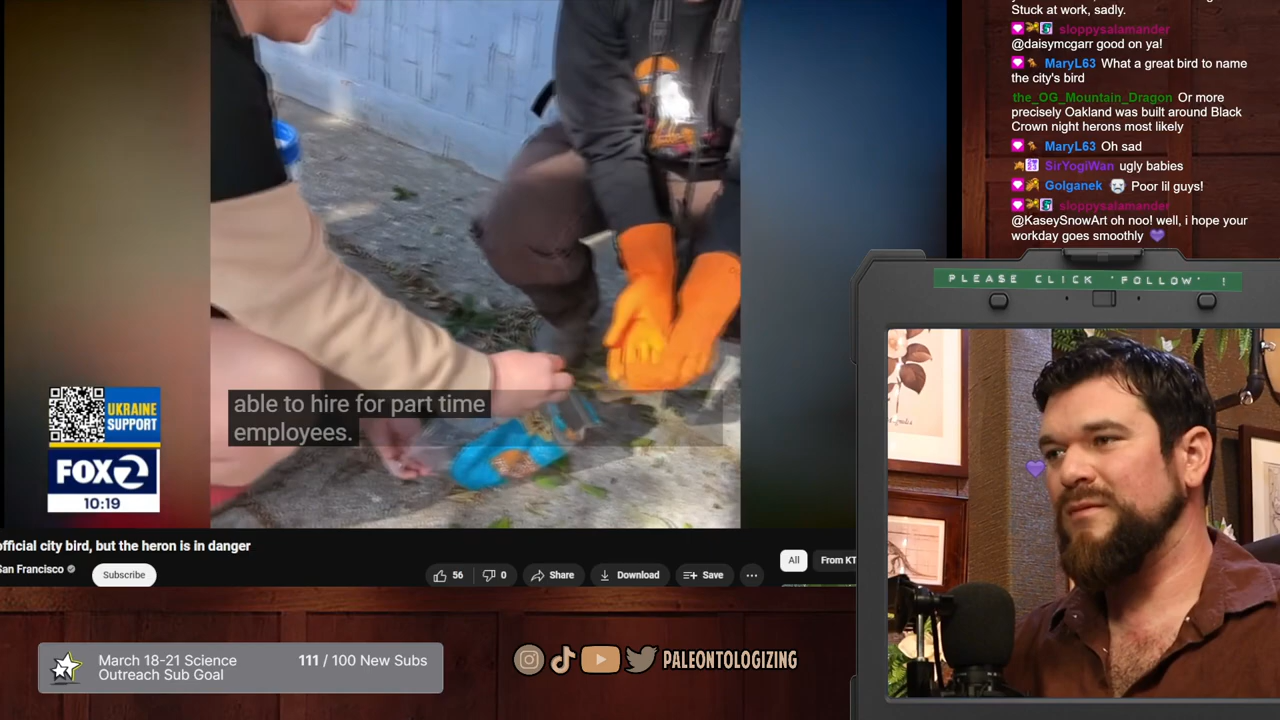 Stuck at work, sadly.
sloppysalamander
@daisymcgarr good on ya!
MaryL63 What a great bird to name
the city's bird
the_OG_Mountain_Dragon Or more
precisely Oakland was built around Black
Crown night herons most likely
MaryL63 Oh sad
SirYogiWan ugly babies
Golganek Poor lil guys!
sloppysalamander
@KaseySnowArt oh noo! well, i hope your
workday goes smoothly
PLEASE CLICK 'FOLLOW' !
UKRAINE
SUPPORT
FOX 2
10:19
able to hire for part time
employees.
official city bird, but the heron is in danger
San Francisco
Subscribe
56
0
Share
Download
Save
All
From KT
March 18-21 Science
Outreach Sub Goal
111 / 100 New Subs
PALEONTOLOGIZING